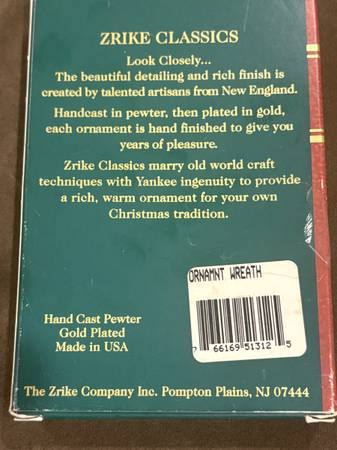 ZRIKE CLASSICS
Look Closely...
The beautiful detailing and rich finish is
created by talented artisans from New England.
Handcast in pewter, then plated in gold,
each ornament is hand finished to give you
years of pleasure.
Zrike Classics marry old world craft
techniques with Yankee ingenuity to provide
a rich, warm ornament for your own
Christmas tradition.
ORNAMNT WREATH
7 66169 51312 5
Hand Cast Pewter
Gold Plated
Made in USA
The Zrike Company Inc. Pompton Plains, NJ 07444